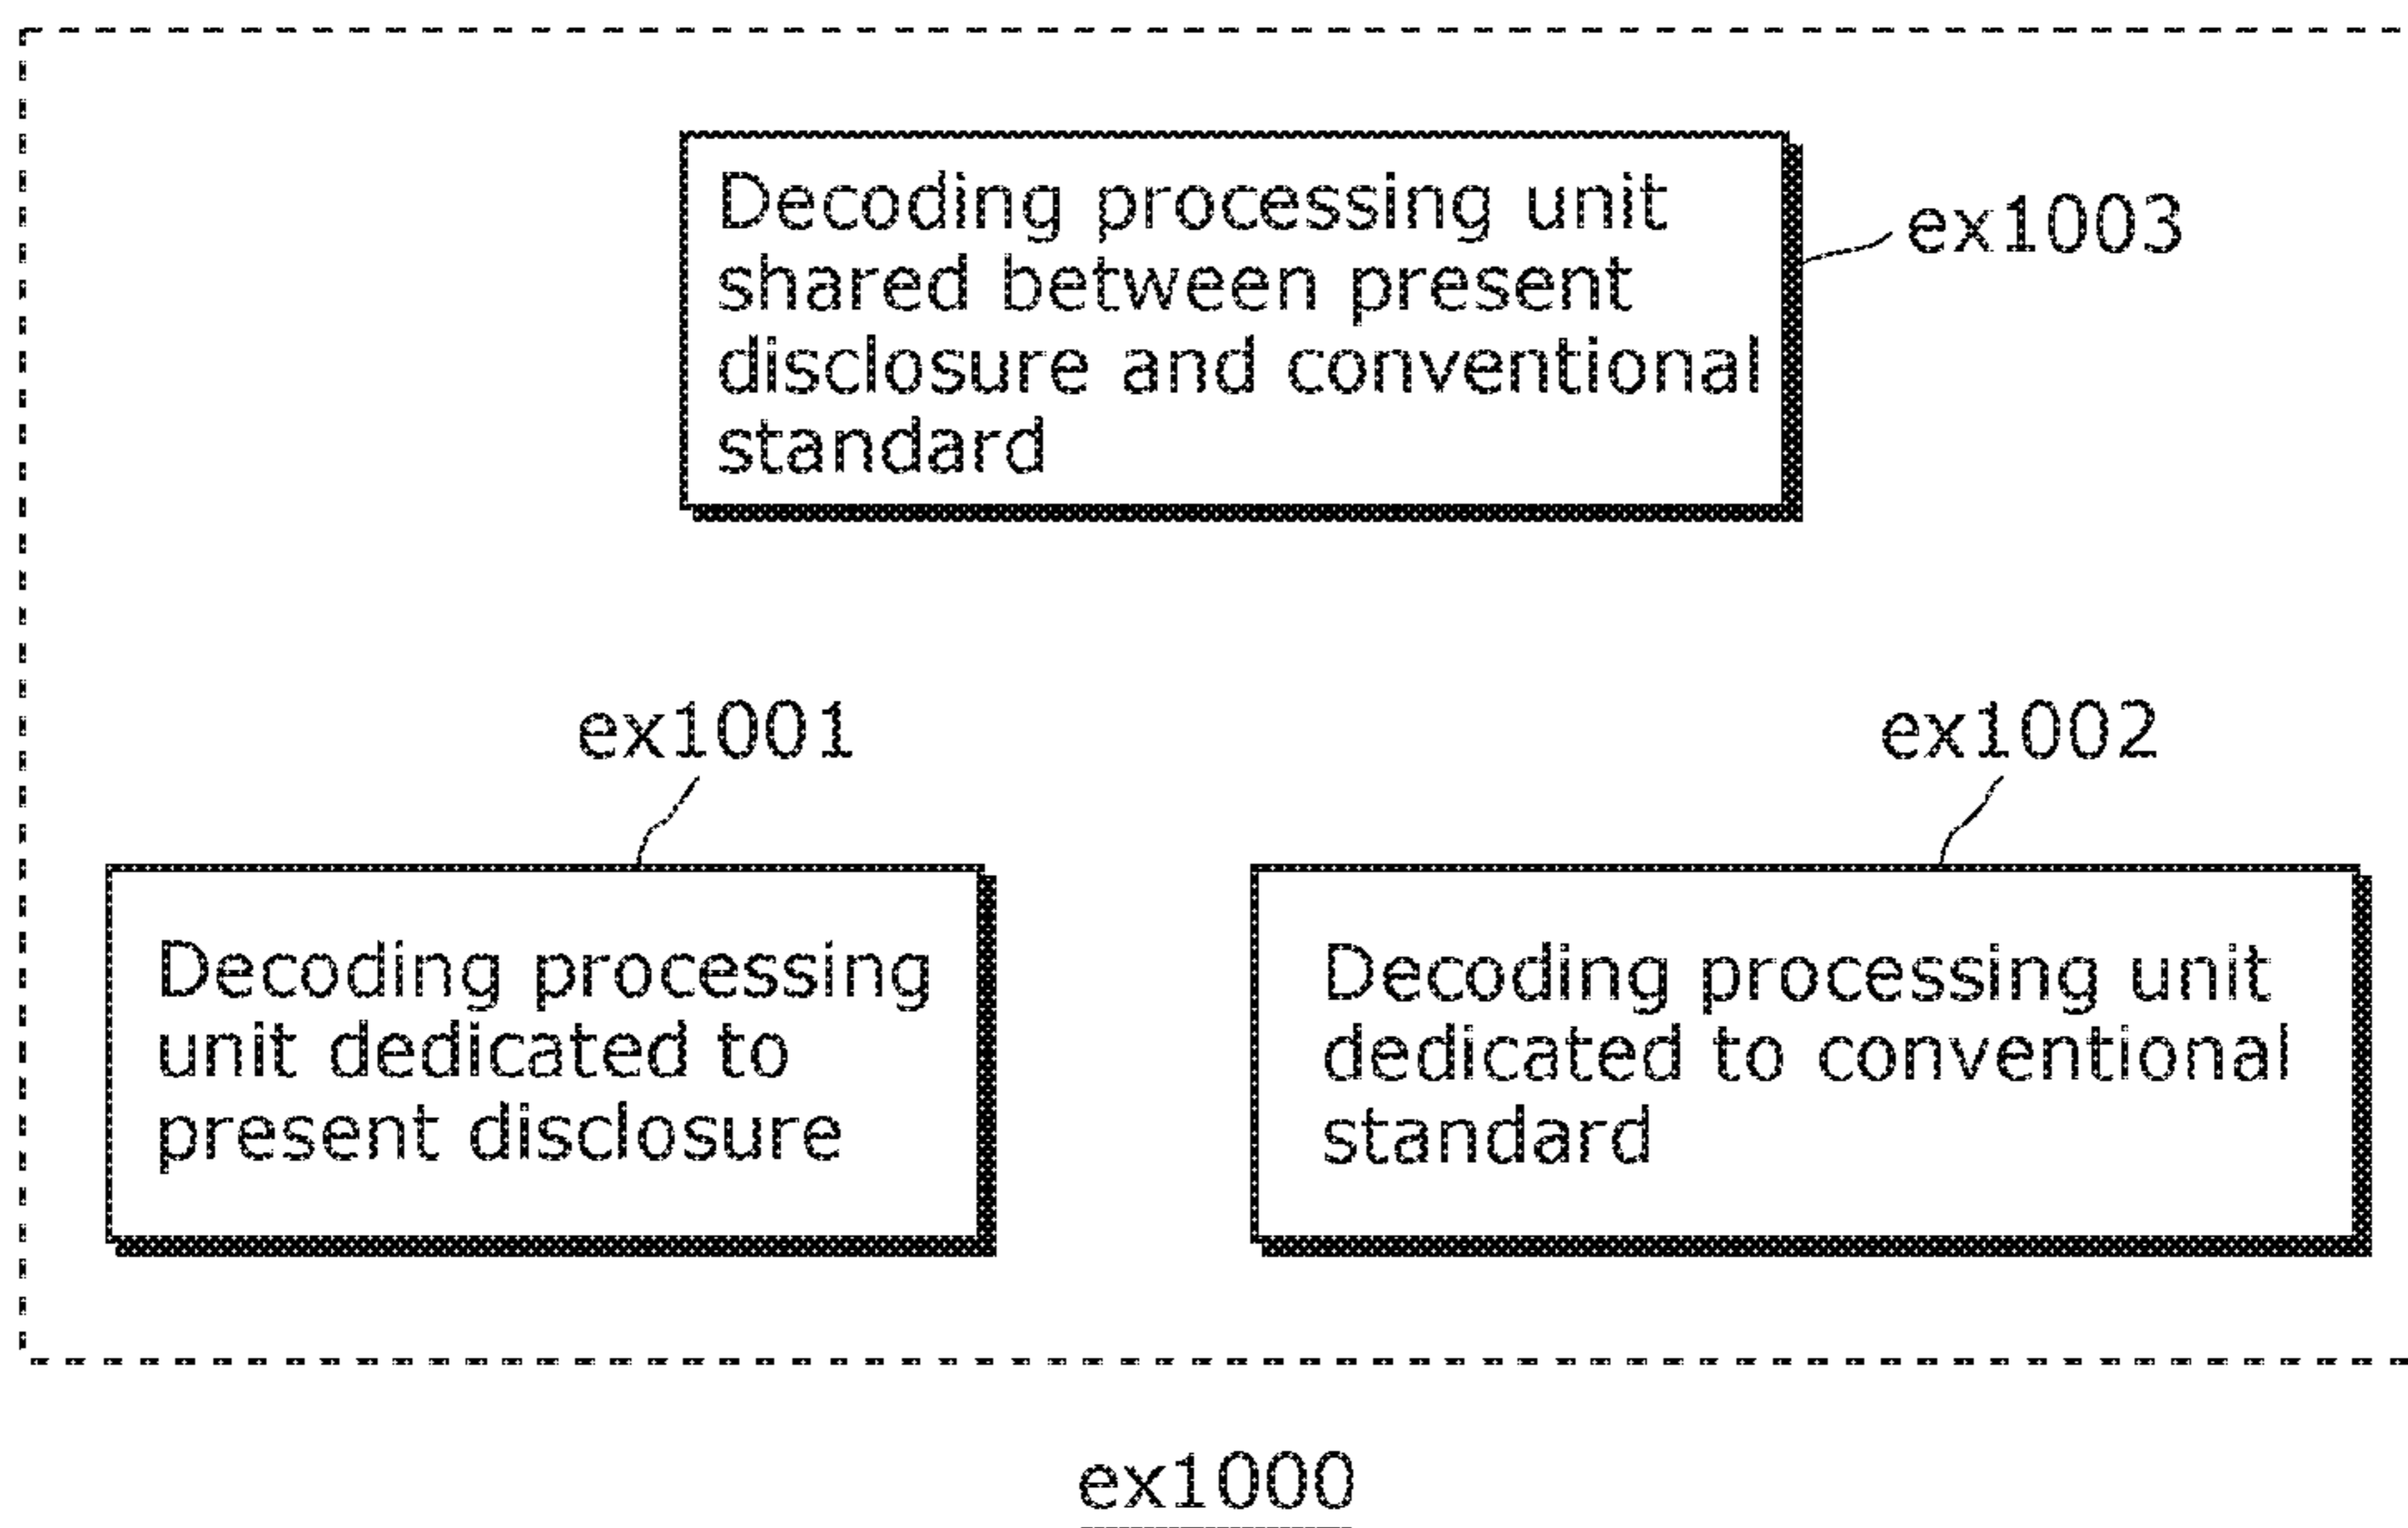 Decoding processing unit
shared between present
disclosure and conventional
standard
ex1003
ex1001
ex1002
Decoding processing
unit dedicated to
present disclosure
Decoding processing unit
dedicated to conventional
standard
ex1000